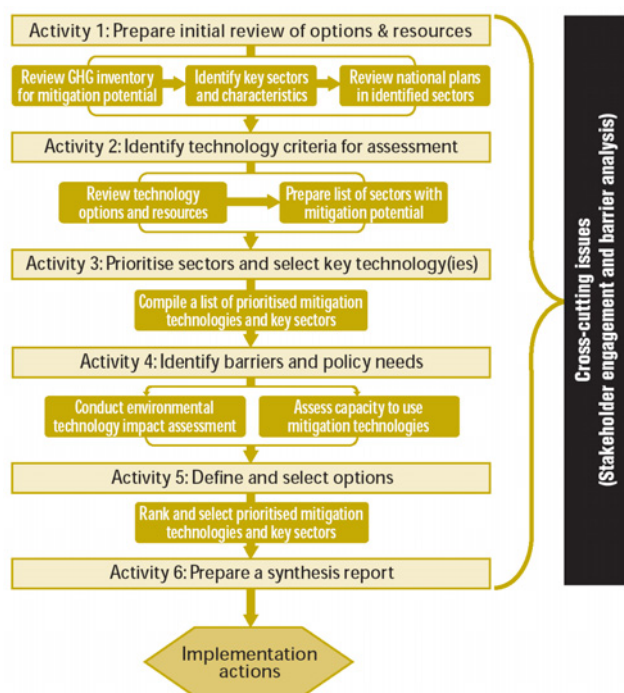 Activity 1: Prepare initial review of options & resources
Review GHG inventory
for mitigation potential
Identify key sectors
and characteristics
Review national plans
in identified sectors
Activity 2: Identify technology criteria for assessment
Review technology
options and resources
Prepare list of sectors with
mitigation potential
Activity 3: Prioritise sectors and select key technology(ies)
Compile a list of prioritised mitigation
technologies and key sectors
Activity 4: Identify barriers and policy needs
Conduct environmental
technology impact assessment
Assess capacity to use
mitigation technologies
Activity 5: Define and select options
Rank and select prioritised mitigation
technologies and key sectors
Activity 6: Prepare a synthesis report
Implementation
actions
Cross-cutting issues
(Stakeholder engagement and barrier analysis)